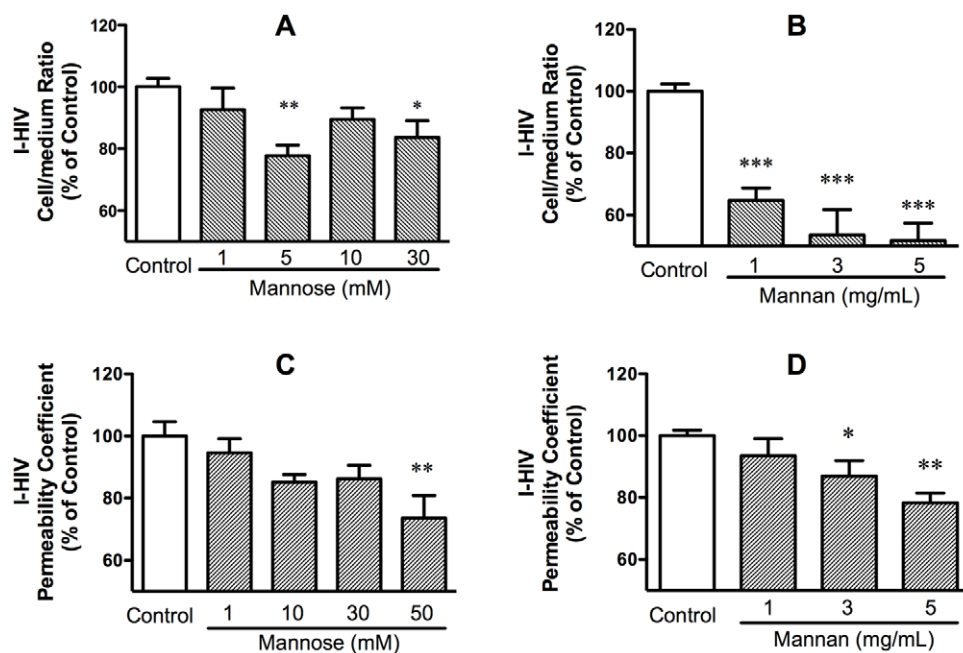 A
I-HIV
Cell/medium Ratio
(% of Control)
120
100
80
60
**
*
Control 1 5 10 30
Mannose (mM)
B
I-HIV
Cell/medium Ratio
(% of Control)
120
100
80
60
***
***
***
Control 1 3 5
Mannan (mg/mL)
C
I-HIV
Permeability Coefficient
(% of Control)
120
100
80
60
**
Control 1 10 30 50
Mannose (mM)
D
I-HIV
Permeability Coefficient
(% of Control)
120
100
80
60
*
**
Control 1 3 5
Mannan (mg/mL)